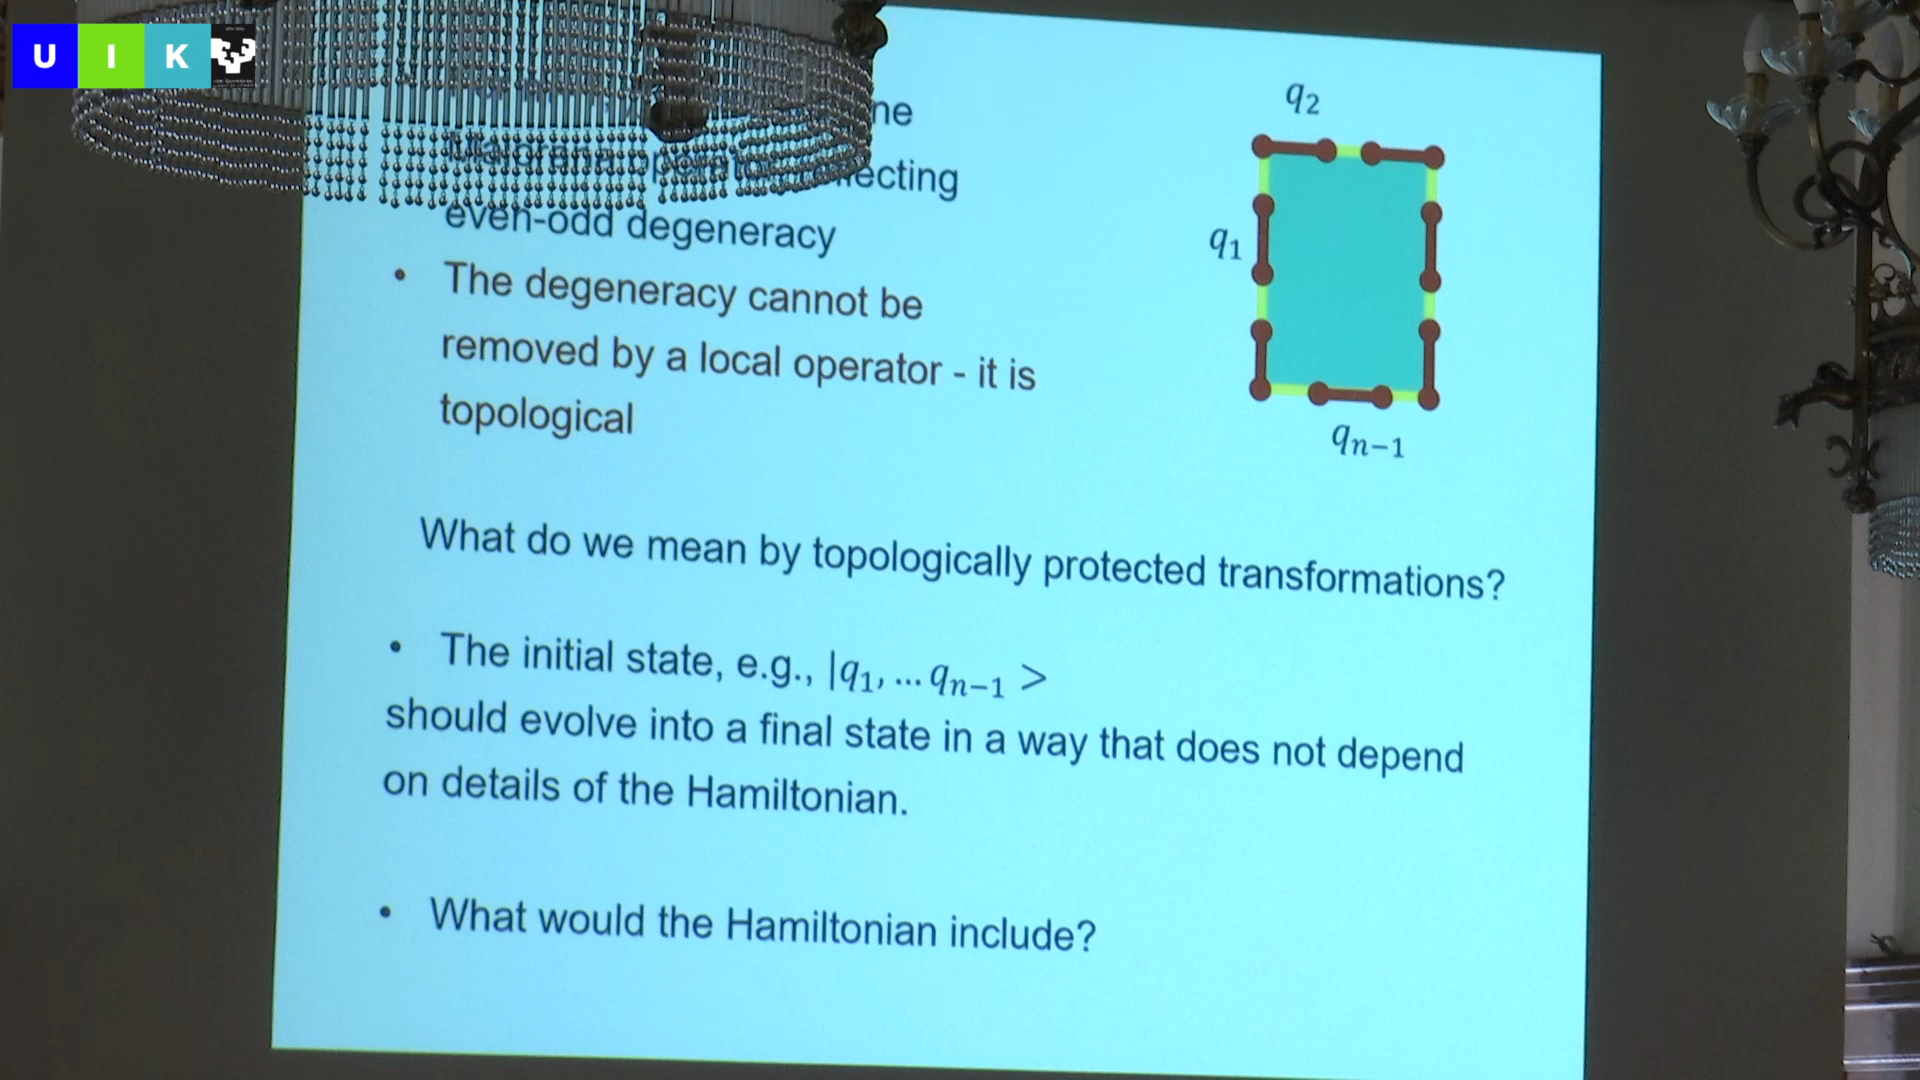 U I K
ne
ecting
even-odd degeneracy
• The degeneracy cannot be
removed by a local operator - it is
topological
q₂
q₁
qₙ₋₁
What do we mean by topologically protected transformations?
• The initial state, e.g., |q₁, ... qₙ₋₁ >
should evolve into a final state in a way that does not depend
on details of the Hamiltonian.
• What would the Hamiltonian include?